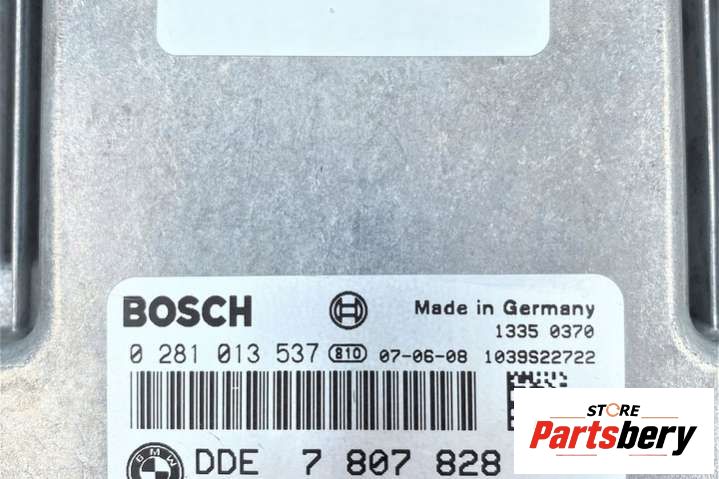 BOSCH
Made in Germany
1335 0370
0 281 013 537 810 07-06-08 1039S22722
BMW DDE 7 807 828
STORE
Partsbery